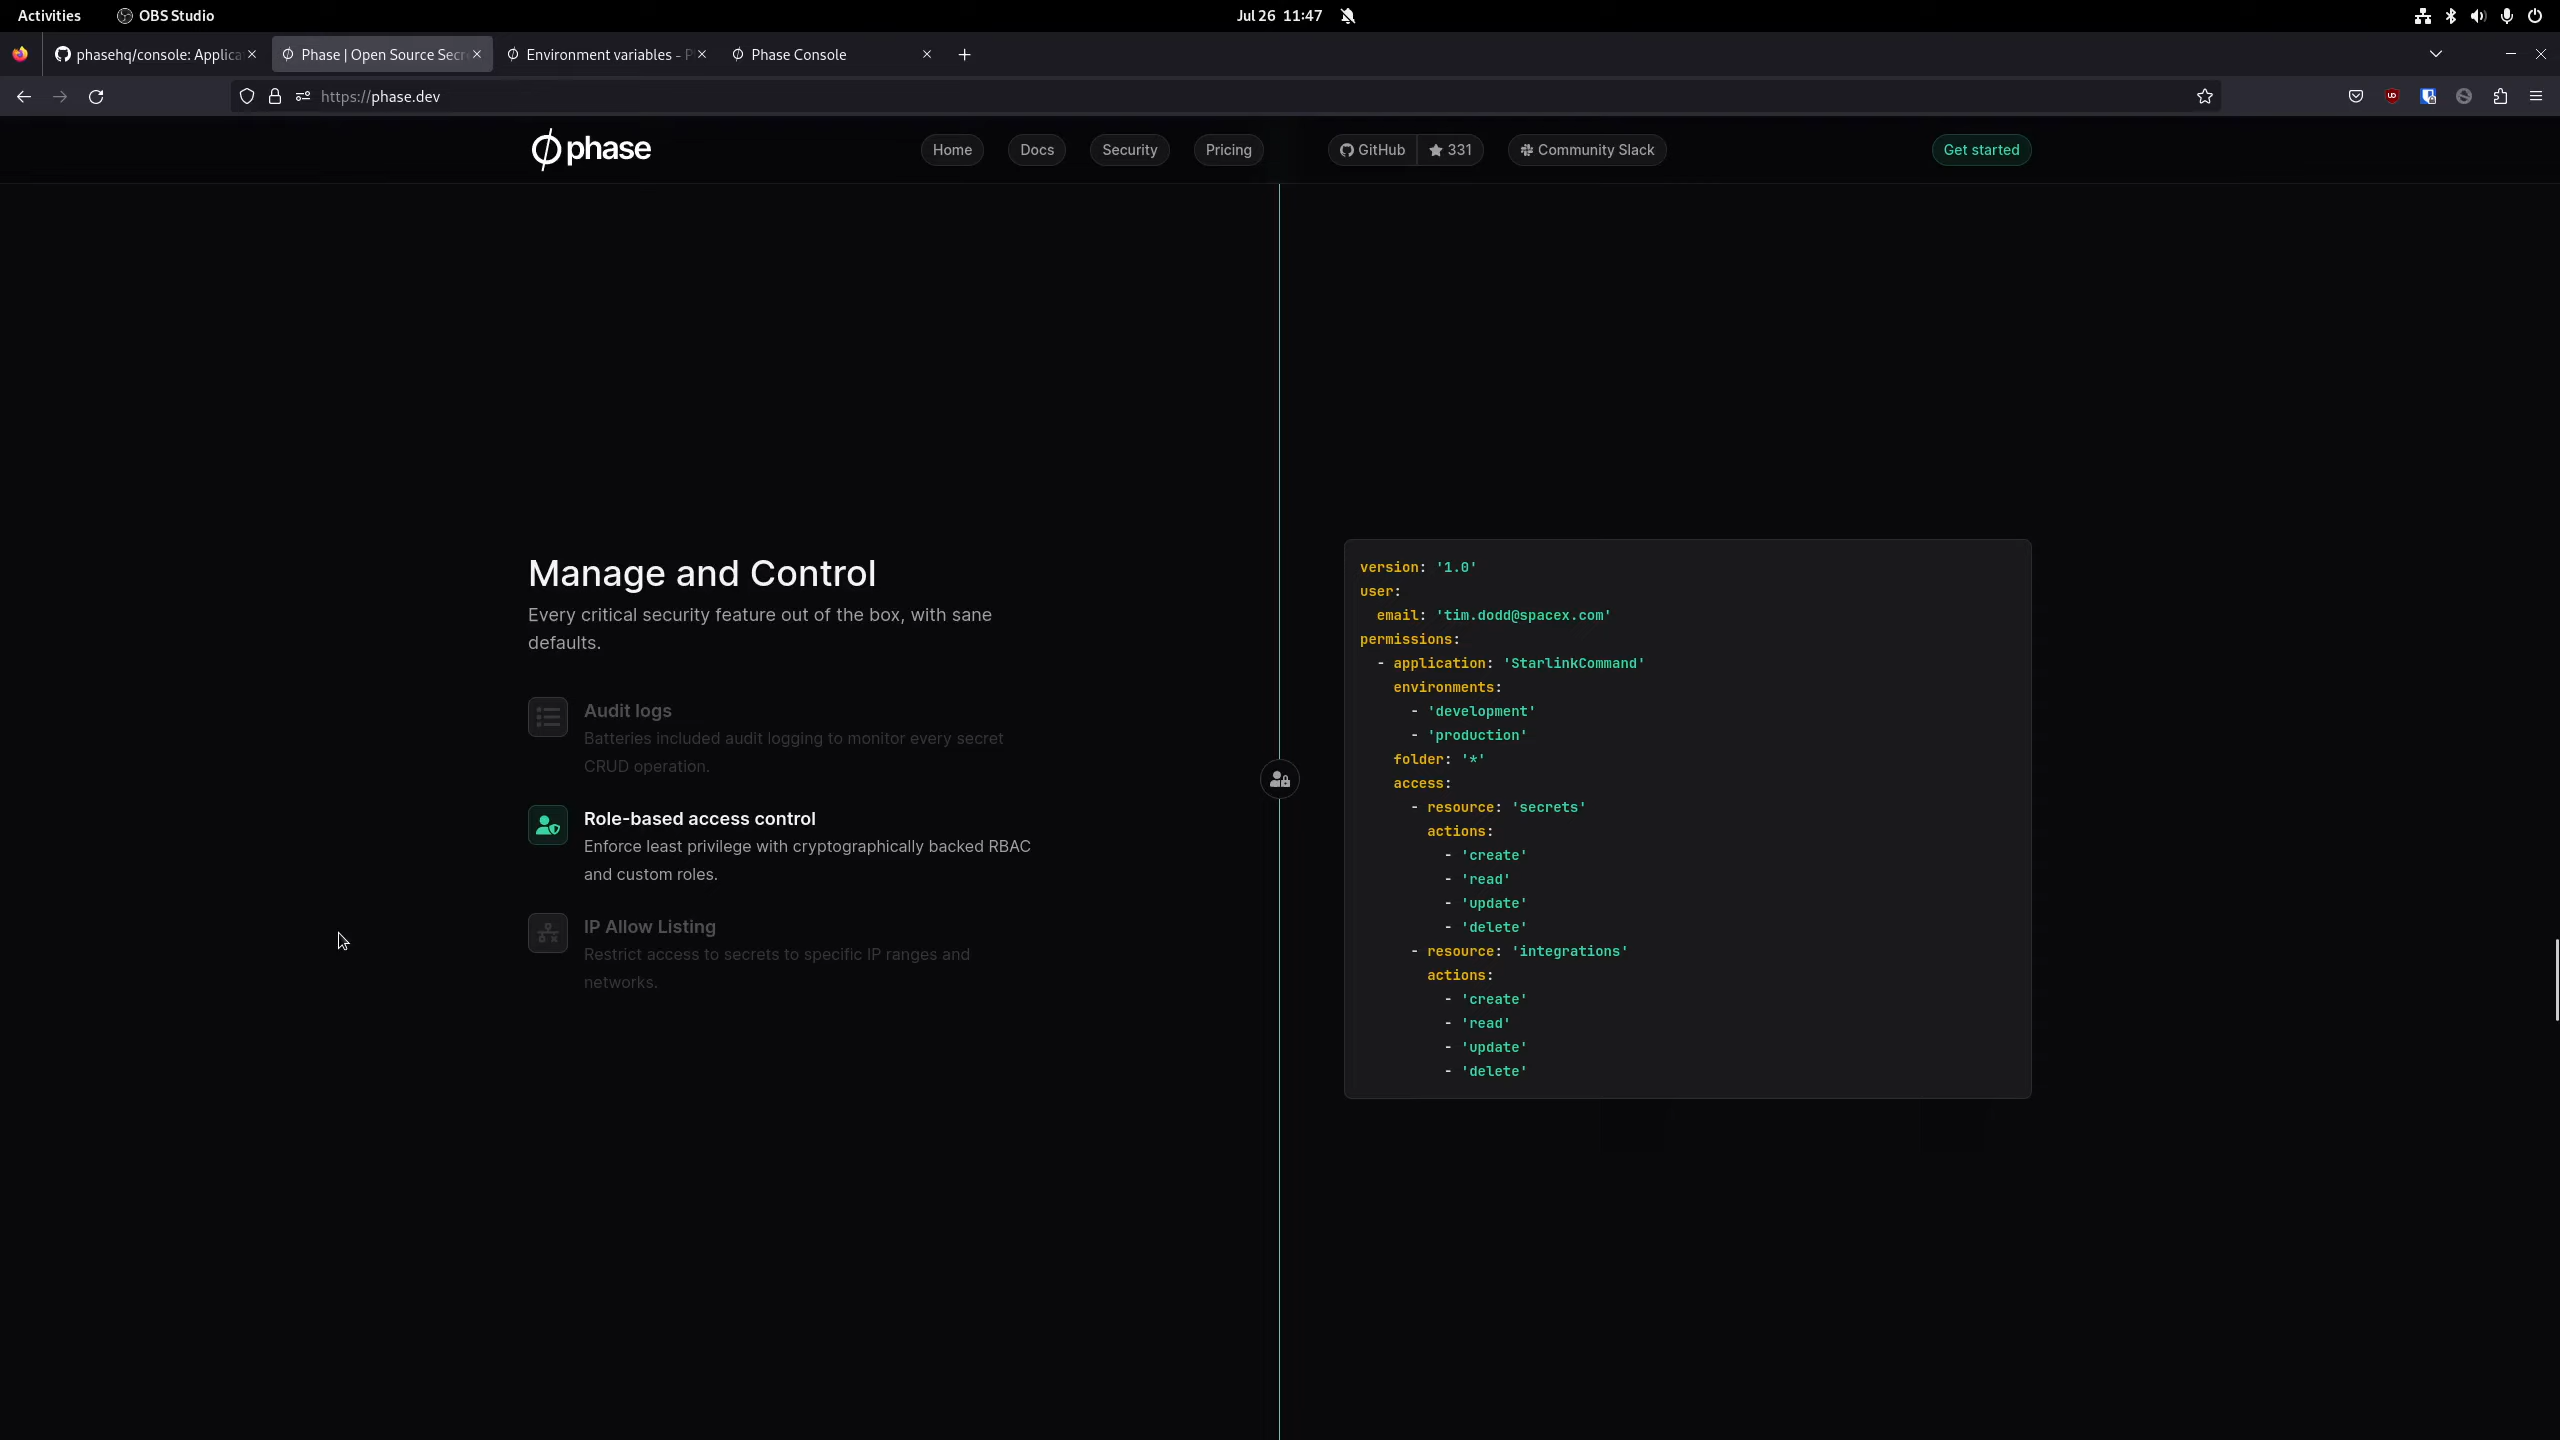 Activities
OBS Studio
Jul 26 11:47
phasehq/console: Applica
Phase | Open Source Secr
Environment variables - P
Phase Console
https://phase.dev
phase
Home
Docs
Security
Pricing
GitHub
331
Community Slack
Get started
Manage and Control
Every critical security feature out of the box, with sane
defaults.
Audit logs
Batteries included audit logging to monitor every secret
CRUD operation.
Role-based access control
Enforce least privilege with cryptographically backed RBAC
and custom roles.
IP Allow Listing
Restrict access to secrets to specific IP ranges and
networks.
version: '1.0'
user:
  email: 'tim.dodd@spacex.com'
permissions:
  - application: 'StarlinkCommand'
    environments:
      - 'development'
      - 'production'
    folder: '*'
    access:
      - resource: 'secrets'
        actions:
          - 'create'
          - 'read'
          - 'update'
          - 'delete'
      - resource: 'integrations'
        actions:
          - 'create'
          - 'read'
          - 'update'
          - 'delete'